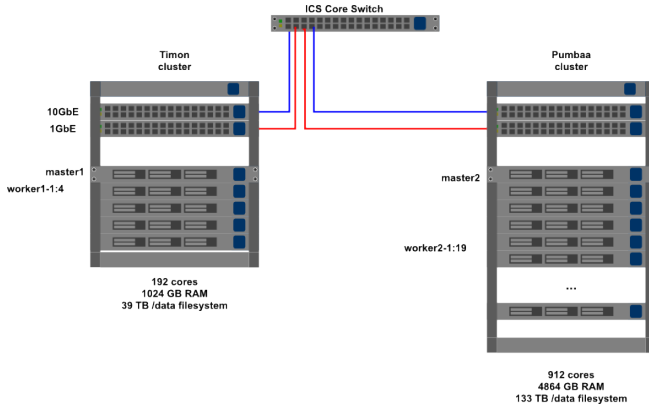 ICS Core Switch
Timon
cluster
Pumbaa
cluster
10GbE
1GbE
master1
worker1-1:4
master2
worker2-1:19
...
192 cores
1024 GB RAM
39 TB /data filesystem
912 cores
4864 GB RAM
133 TB /data filesystem